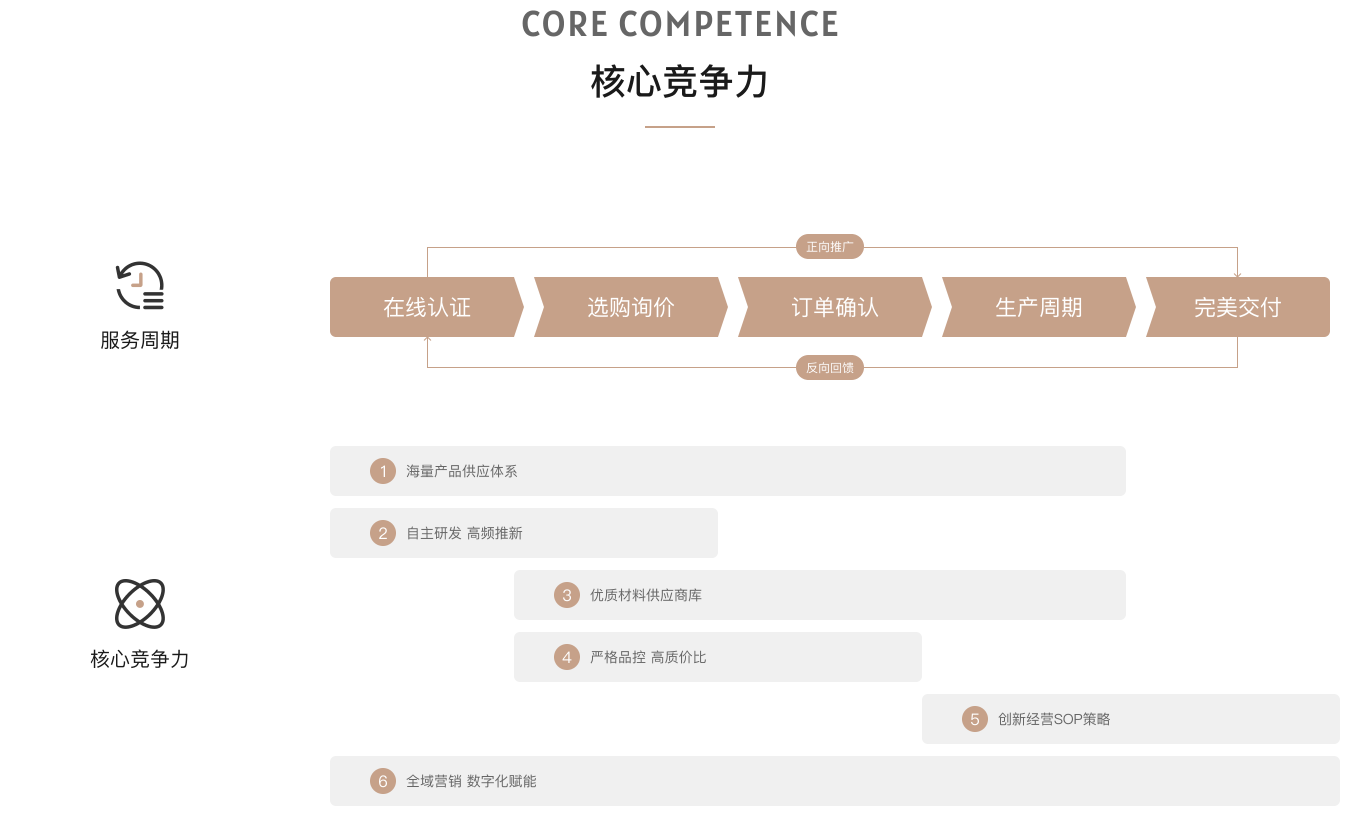 CORE COMPETENCE
核心竞争力
正向推广
服务周期
在线认证
选购询价
订单确认
生产周期
完美交付
反向回馈
核心竞争力
1 海量产品供应体系
2 自主研发 高频推新
3 优质材料供应商库
4 严格品控 高质价比
5 创新经营SOP策略
6 全域营销 数字化赋能